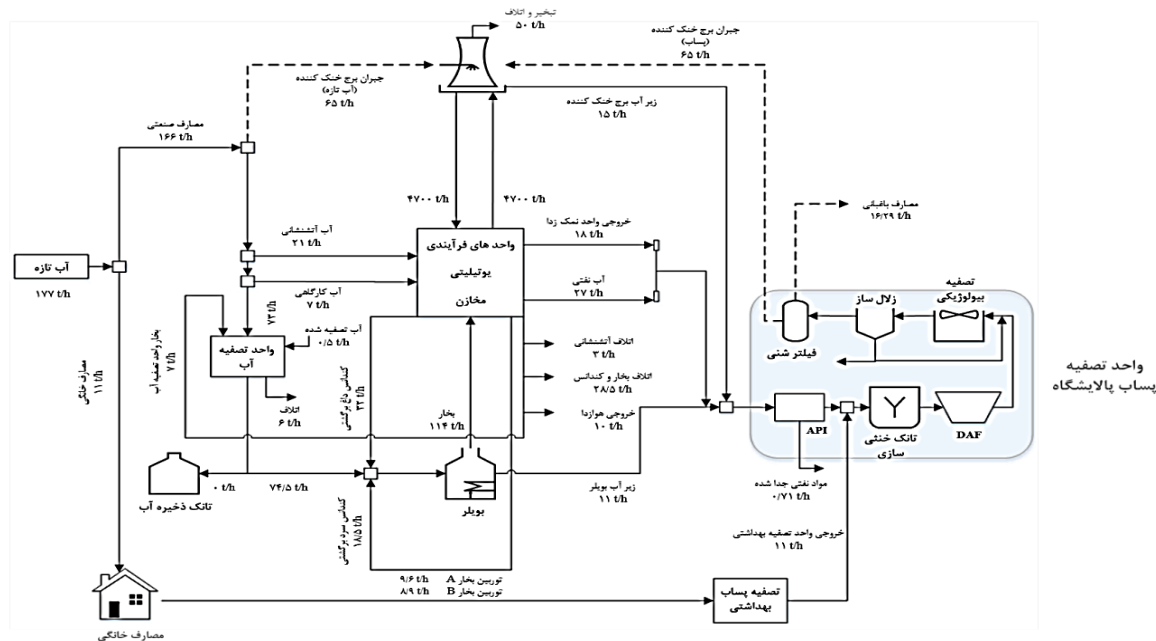 تبخیر و اتلاف
۵۰ t/h
جبران برج خنک کننده
(پساب)
۶۵ t/h
جبران برج خنک کننده
(آب تازه)
۶۵ t/h
زیر آب برج خنک کننده
۱۵ t/h
مصارف صنعتی
۱۶۶ t/h
۴۷۰۰ t/h
۴۷۰۰ t/h
مصارف باغبانی
۱۶/۲۹ t/h
خروجی واحد نمک زدا
۱۸ t/h
آب آتشنشانی
۲۱ t/h
واحد های فرآیندی
یوتیلیتی
مخازن
آب تازه
۱۷۷ t/h
آب نفتی
۲۷ t/h
آب کارگاهی
۷ t/h
۷۳ t/h
تصفیه
بیولوژیکی
زلال ساز
فیلتر شنی
آب تصفیه شده
۰/۵ t/h
واحد تصفیه
آب
بخار واحد تصفیه آب
۷ t/h
مصارف خانگی
۱۱ t/h
اتلاف
۶ t/h
کندانس داغ برگشتی
۳۲ t/h
اتلاف آتشنشانی
۳ t/h
اتلاف بخار و کندانس
۲۸/۵ t/h
خروجی هوازدا
۱۰ t/h
بخار
۱۱۴ t/h
واحد تصفیه
پساب پالایشگاه
API
تانک خنثی
سازی
DAF
مواد نفتی جدا شده
۰/۷۱ t/h
۰ t/h
۷۴/۵ t/h
تانک ذخیره آب
بویلر
زیر آب بویلر
۱۱ t/h
کندانس سرد برگشتی
۱۸/۵ t/h
خروجی واحد تصفیه بهداشتی
۱۱ t/h
توربین بخار A ۹/۶ t/h
توربین بخار B ۸/۹ t/h
تصفیه پساب
بهداشتی
مصارف خانگی